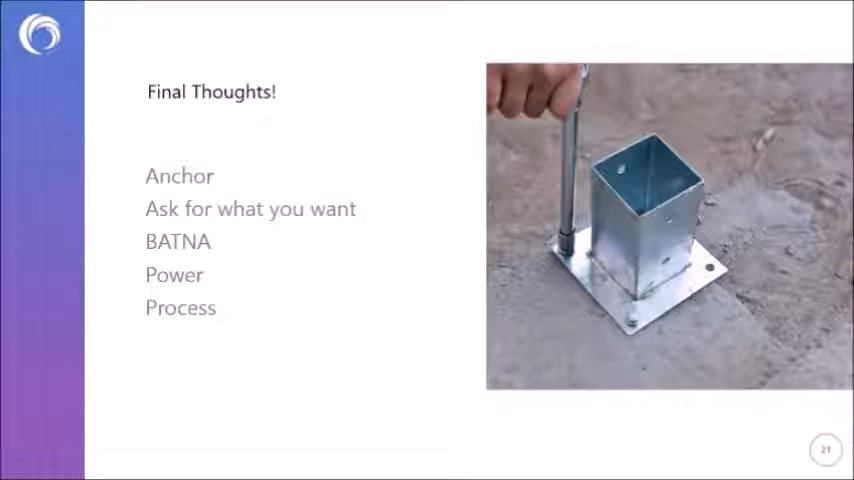 Final Thoughts!
Anchor
Ask for what you want
BATNA
Power
Process
21